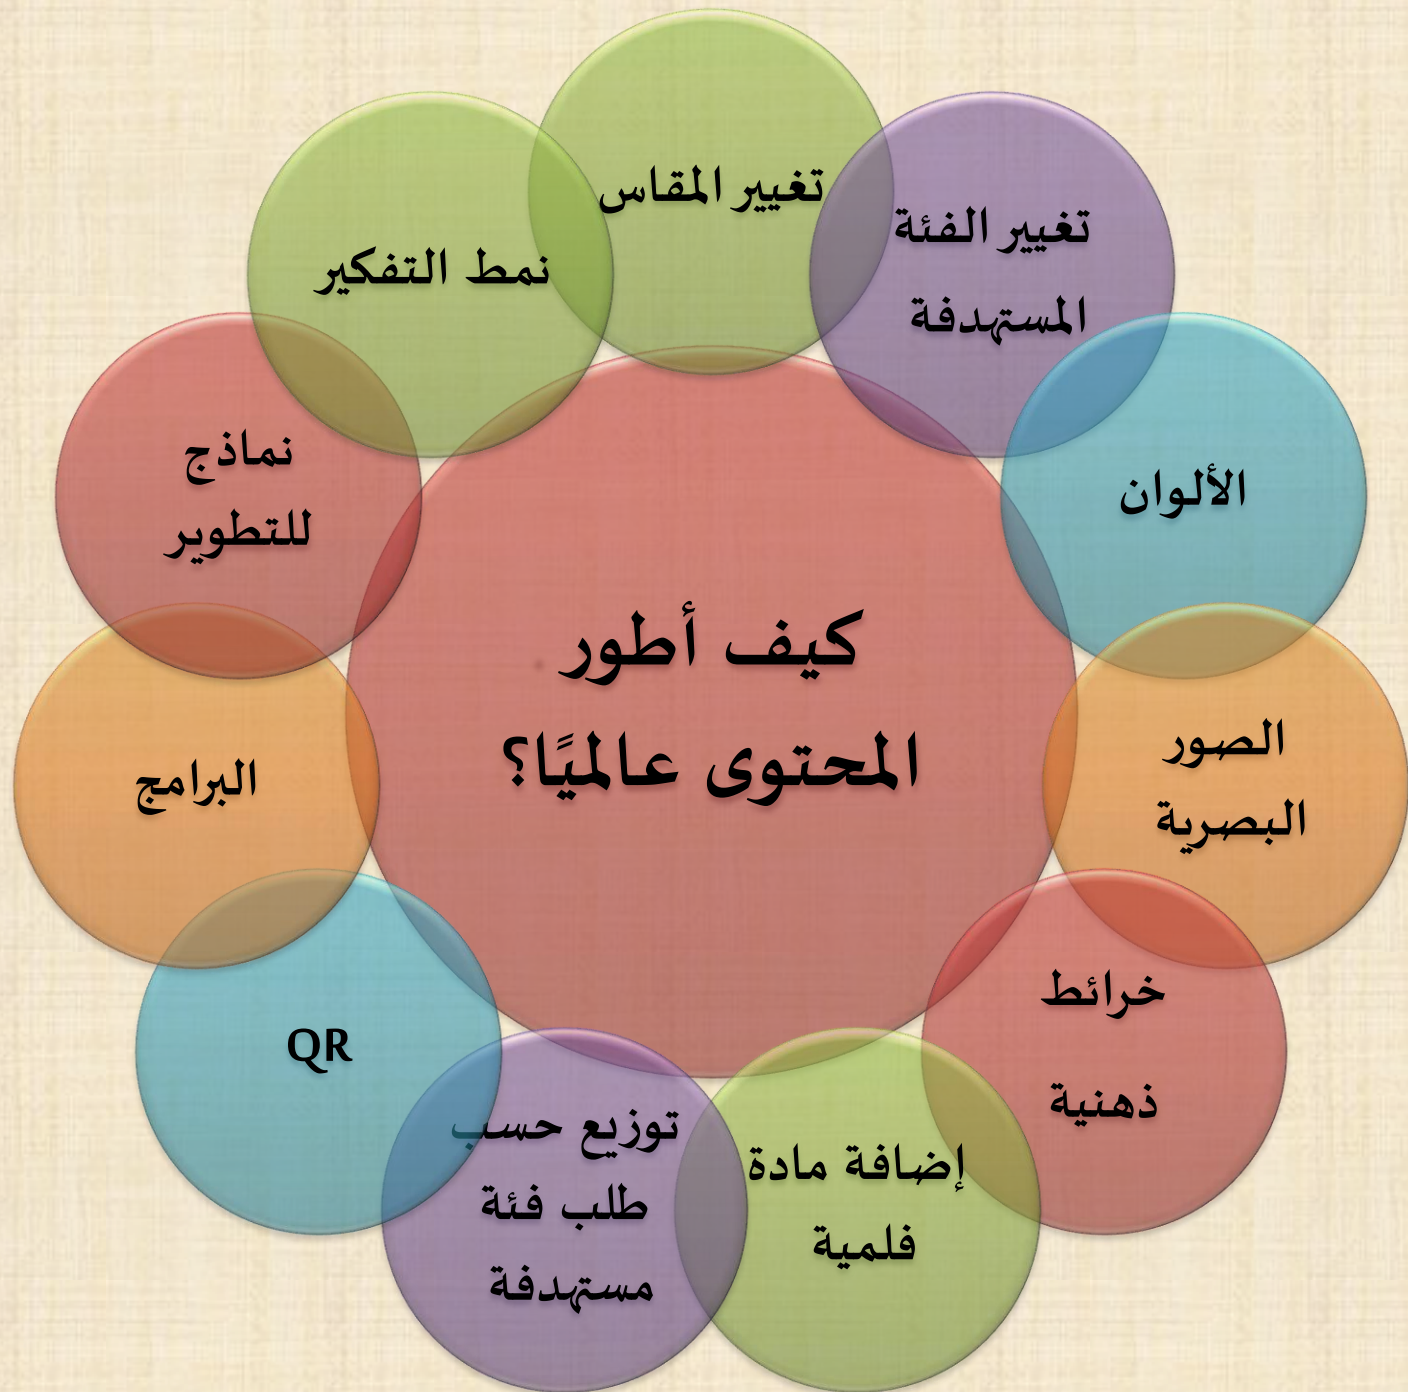 كيف أطور
المحتوى عالميًا؟
تغيير المقاس
تغيير الفئة
المستهدفة
الألوان
الصور
البصرية
خرائط
ذهنية
إضافة مادة
فلمية
توزيع حسب
طلب فئة
مستهدفة
QR
البرامج
نماذج
للتطوير
نمط التفكير